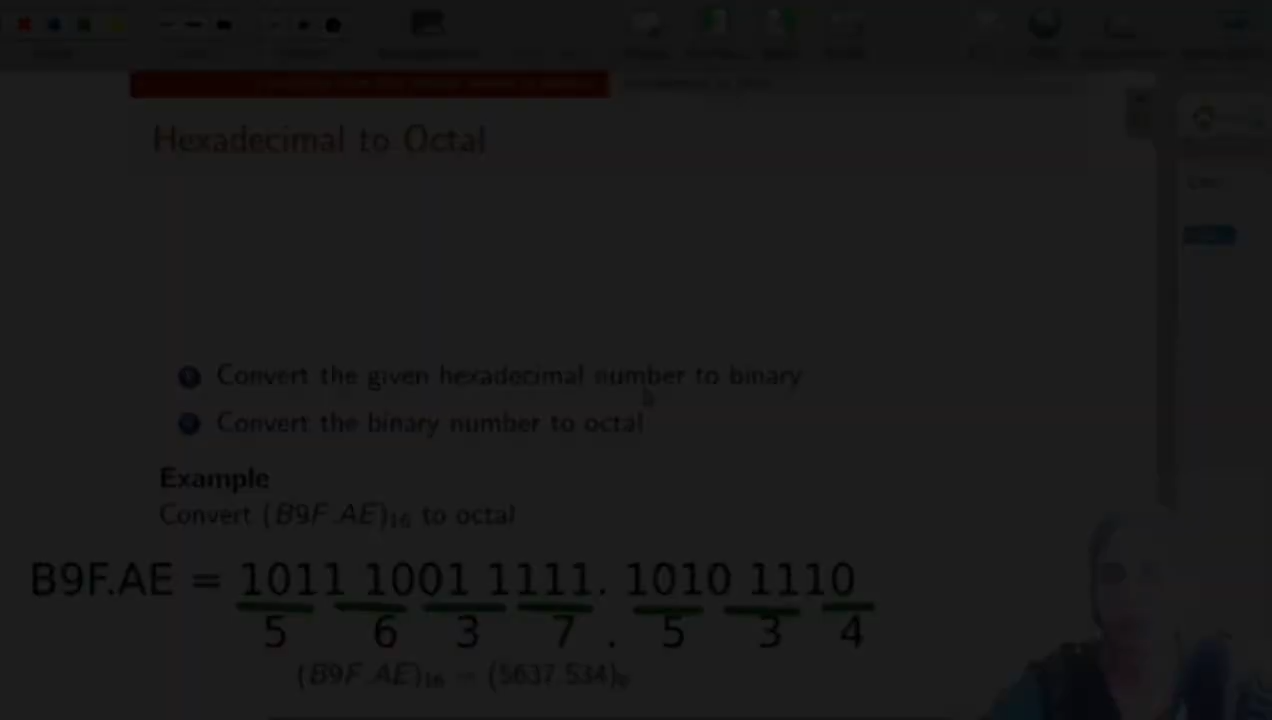 Hexadecimal to Octal
1 Convert the given hexadecimal number to binary
2 Convert the binary number to octal
Example
Convert (B9F.AE)₁₆ to octal
B9F.AE = 1011 1001 1111. 1010 1110
5 6 3 7 . 5 3 4
(B9F.AE)₁₆ = (5637.534)₈